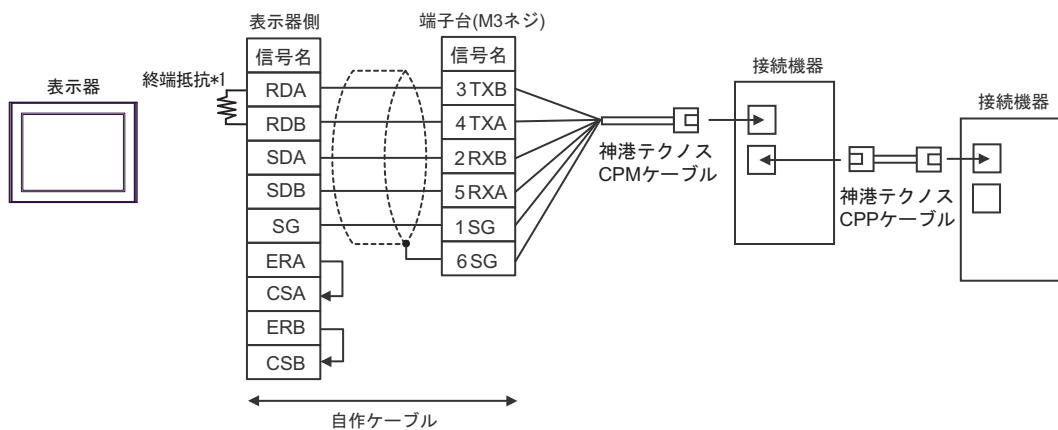 表示器
終端抵抗*1
表示器側
信号名
RDA
RDB
SDA
SDB
SG
ERA
CSA
ERB
CSB
端子台(M3ネジ)
信号名
3 TXB
4 TXA
2 RXB
5 RXA
1 SG
6 SG
自作ケーブル
神港テクノス
CPMケーブル
接続機器
神港テクノス
CPPケーブル
接続機器